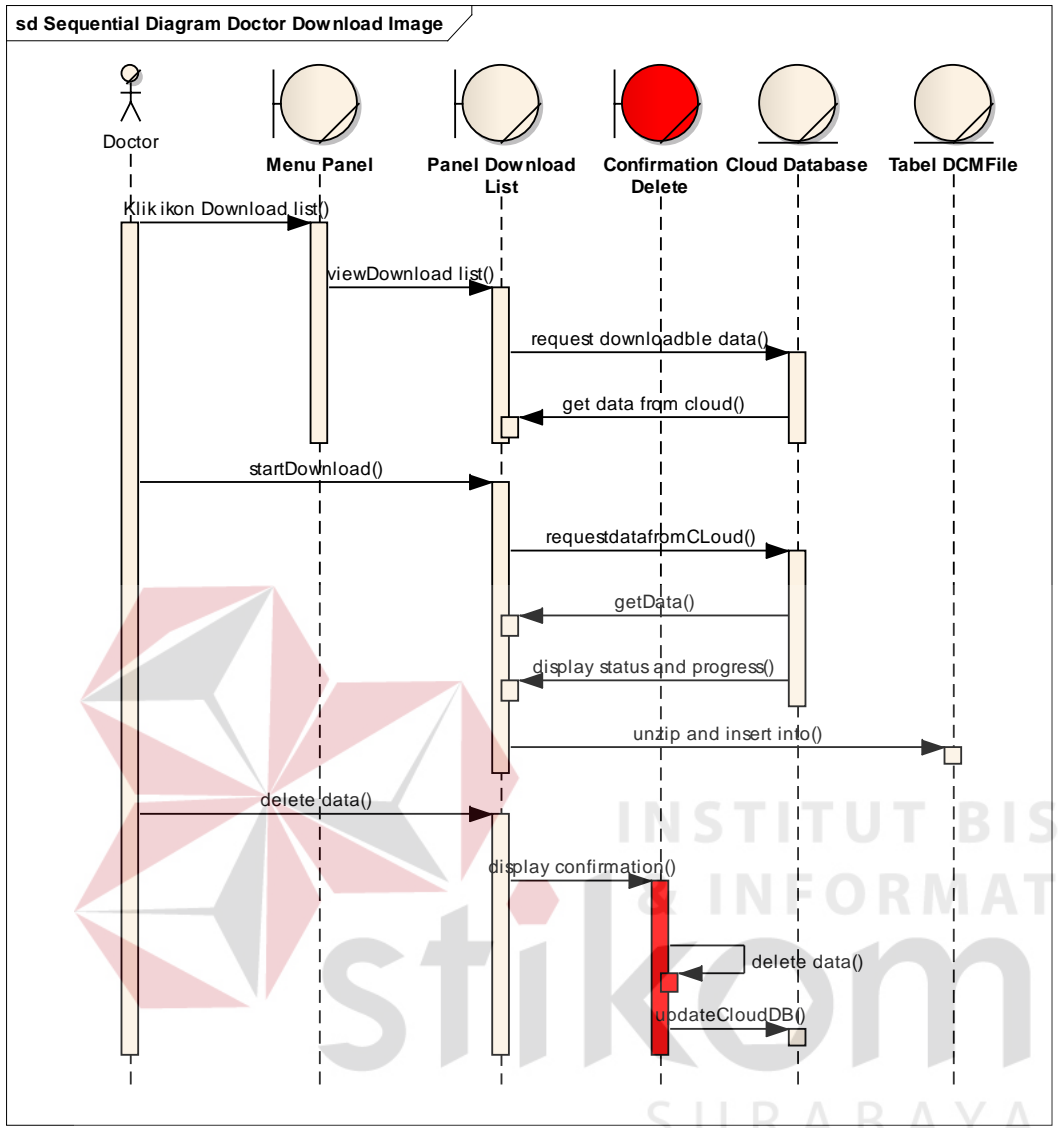 sd Sequential Diagram Doctor Download Image
Doctor
Menu Panel
Panel Download
List
Confirmation
Delete
Cloud Database
Tabel DCMFile
Klik ikon Download list()
viewDownload list()
request downloadble data()
get data from cloud()
startDownload()
requestdatafromCLoud()
getData()
display status and progress()
unzip and insert info()
delete data()
display confirmation()
delete data()
updateCloudDB()
INSTITUT BIS
& INFORMAT
stikom
SURABAYA